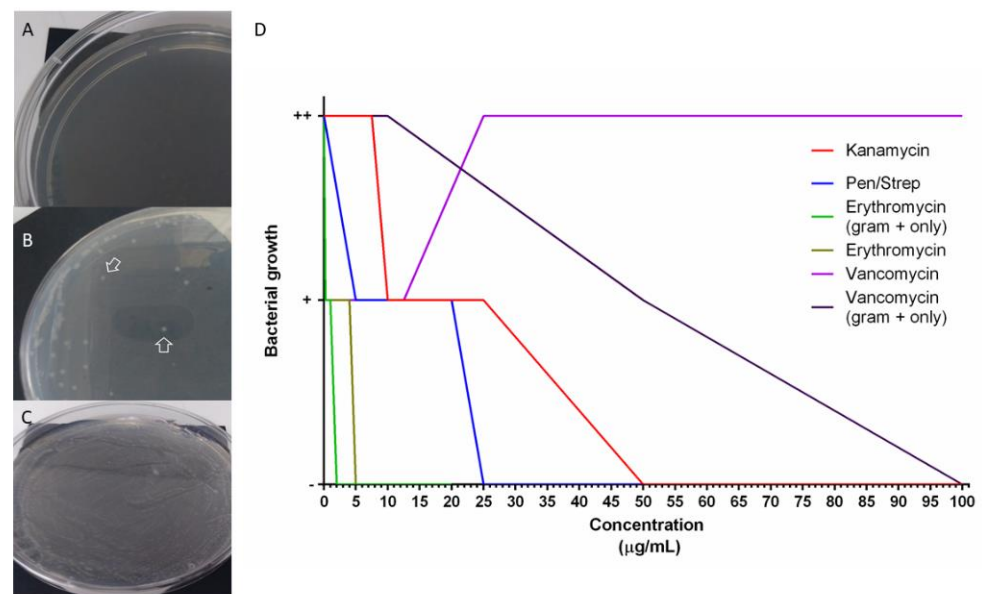 A
B
C
D
++
+
-
Bacterial growth
0 5 10 15 20 25 30 35 40 45 50 55 60 65 70 75 80 85 90 95 100
Concentration
(μg/mL)
Kanamycin
Pen/Strep
Erythromycin
(gram + only)
Erythromycin
Vancomycin
Vancomycin
(gram + only)